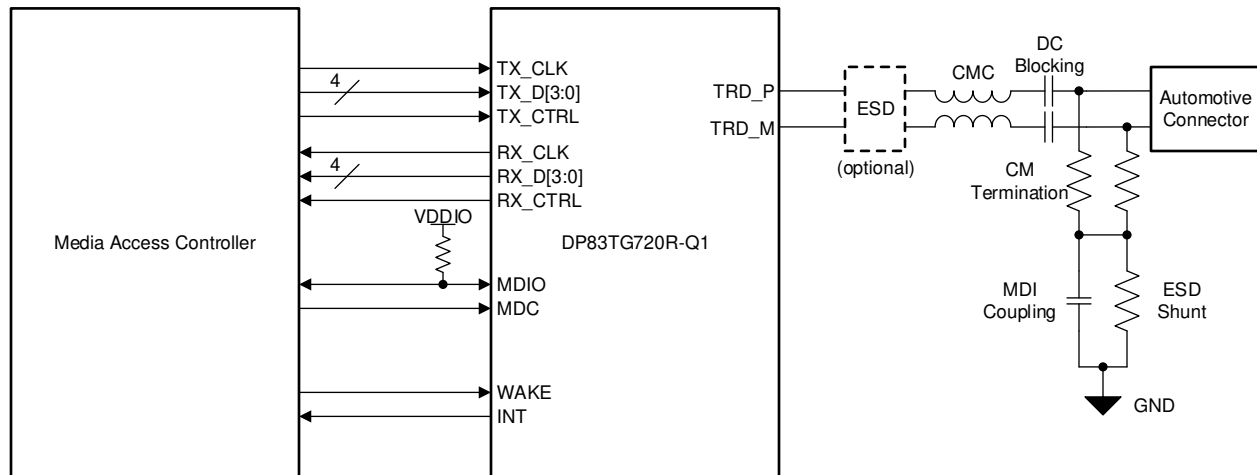 Media Access Controller
4
4
VDDIO
TX_CLK
TX_D[3:0]
TX_CTRL
RX_CLK
RX_D[3:0]
RX_CTRL
MDIO
MDC
WAKE
INT
DP83TG720R-Q1
TRD_P
TRD_M
ESD
(optional)
CMC
DC
Blocking
Automotive
Connector
CM
Termination
MDI
Coupling
ESD
Shunt
GND